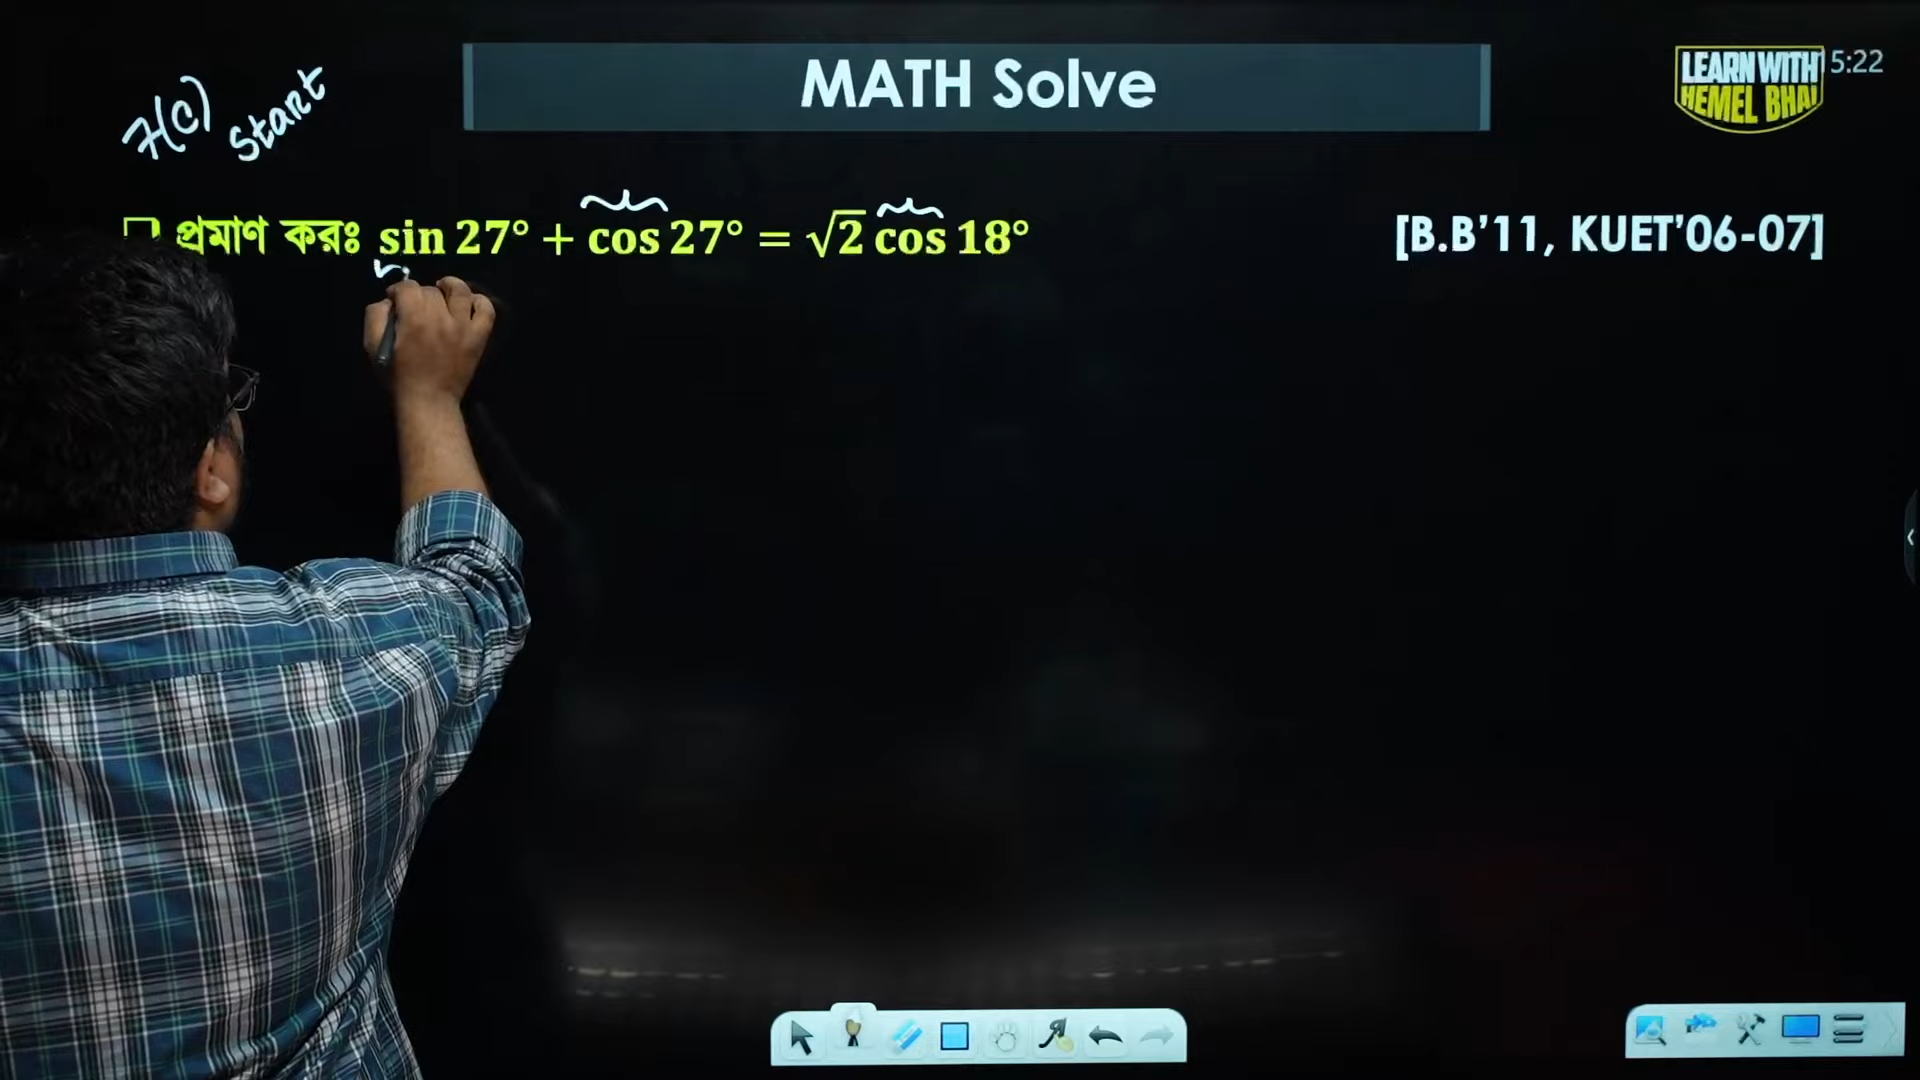 MATH Solve
LEARN WITH
HEMEL BHAI
5:22
7(C) Start
প্রমাণ করঃ sin 27° + cos 27° = √2 cos 18°
[B.B’11, KUET’06-07]